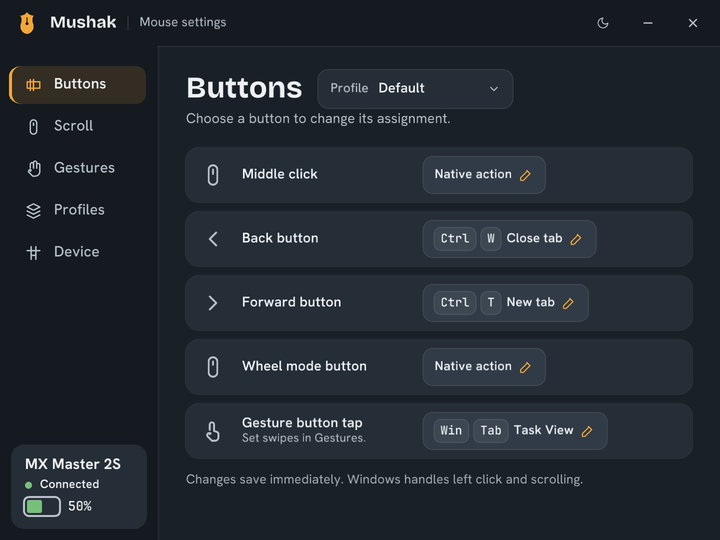 Mushak
Mouse settings
Buttons
Scroll
Gestures
Profiles
Device
MX Master 2S
Connected
50%
Buttons
Profile Default
Choose a button to change its assignment.
Middle click
Native action
Back button
Ctrl W Close tab
Forward button
Ctrl T New tab
Wheel mode button
Native action
Gesture button tap
Set swipes in Gestures.
Win Tab Task View
Changes save immediately. Windows handles left click and scrolling.